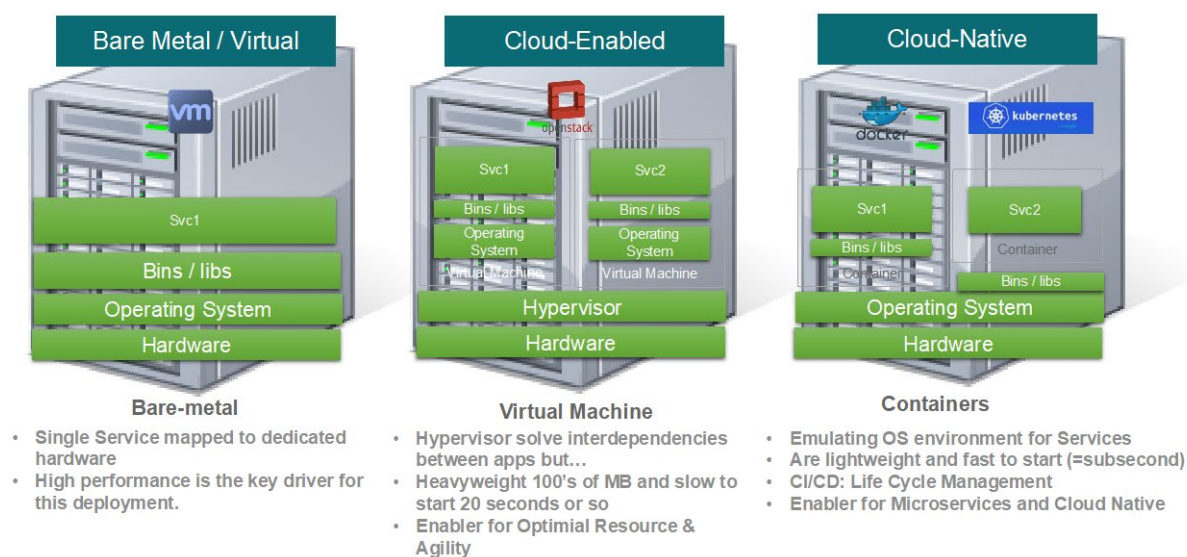 Bare Metal / Virtual
vm
Svc1
Bins / libs
Operating System
Hardware
Bare-metal
• Single Service mapped to dedicated
hardware
• High performance is the key driver for
this deployment.
Cloud-Enabled
openstack
Svc1
Bins / libs
Operating
System
Virtual Machine
Svc2
Bins / libs
Operating
System
Virtual Machine
Hypervisor
Hardware
Virtual Machine
• Hypervisor solve interdependencies
between apps but…
• Heavyweight 100's of MB and slow to
start 20 seconds or so
• Enabler for Optimial Resource &
Agility
Cloud-Native
docker
kubernetes
Svc1
Bins / libs
Container
Svc2
Container
Bins / libs
Operating System
Hardware
Containers
• Emulating OS environment for Services
• Are lightweight and fast to start (=subsecond)
• CI/CD: Life Cycle Management
• Enabler for Microservices and Cloud Native